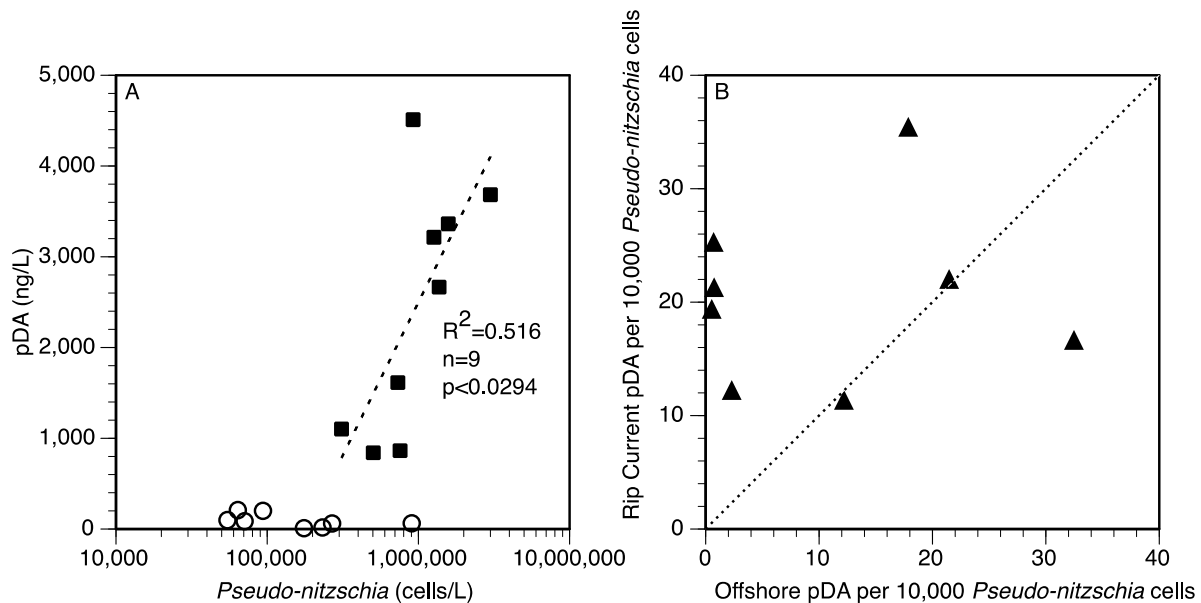 A
5,000
4,000
3,000
2,000
1,000
0
pDA (ng/L)
R2=0.516
n=9
p<0.0294
10,000 100,000 1,000,000 10,000,000
Pseudo-nitzschia (cells/L)
B
40
30
20
10
0
Rip Current pDA per 10,000 Pseudo-nitzschia cells
0 10 20 30 40
Offshore pDA per 10,000 Pseudo-nitzschia cells